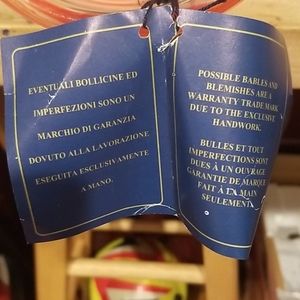 EVENTUALI BOLLICINE ED
IMPERFEZIONI SONO UN
MARCHIO DI GARANZIA
DOVUTO ALLA LAVORAZIONE
ESEGUITA ESCLUSIVAMENTE
A MANO.
POSSIBLE BABLES AND
BLEMISHES ARE A
WARRANTY TRADE MARK
DUE TO THE EXCLUSIVE
HANDWORK.
BULLES ET TOUT
IMPERFECTIONS SONT
DUES À UN OUVRAGE
GARANTIE DE MARQUE
FAIT À LA MAIN
SEULEMENT